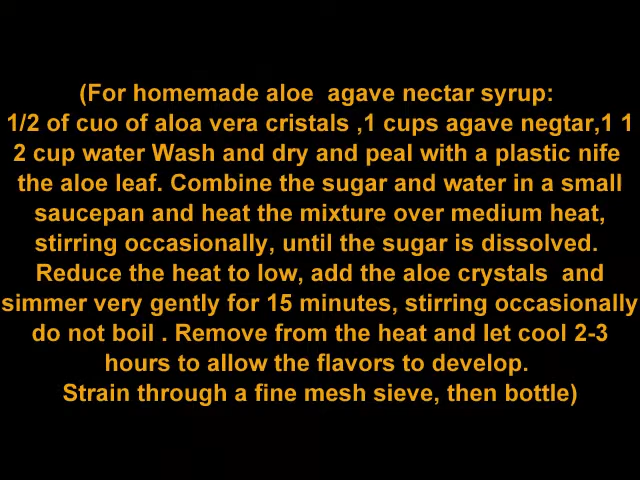 (For homemade aloe  agave nectar syrup:
1/2 of cuo of aloa vera cristals ,1 cups agave negtar,1 1
2 cup water Wash and dry and peal with a plastic nife
the aloe leaf. Combine the sugar and water in a small
saucepan and heat the mixture over medium heat,
stirring occasionally, until the sugar is dissolved.
Reduce the heat to low, add the aloe crystals  and
simmer very gently for 15 minutes, stirring occasionally
do not boil . Remove from the heat and let cool 2-3
hours to allow the flavors to develop.
Strain through a fine mesh sieve, then bottle)